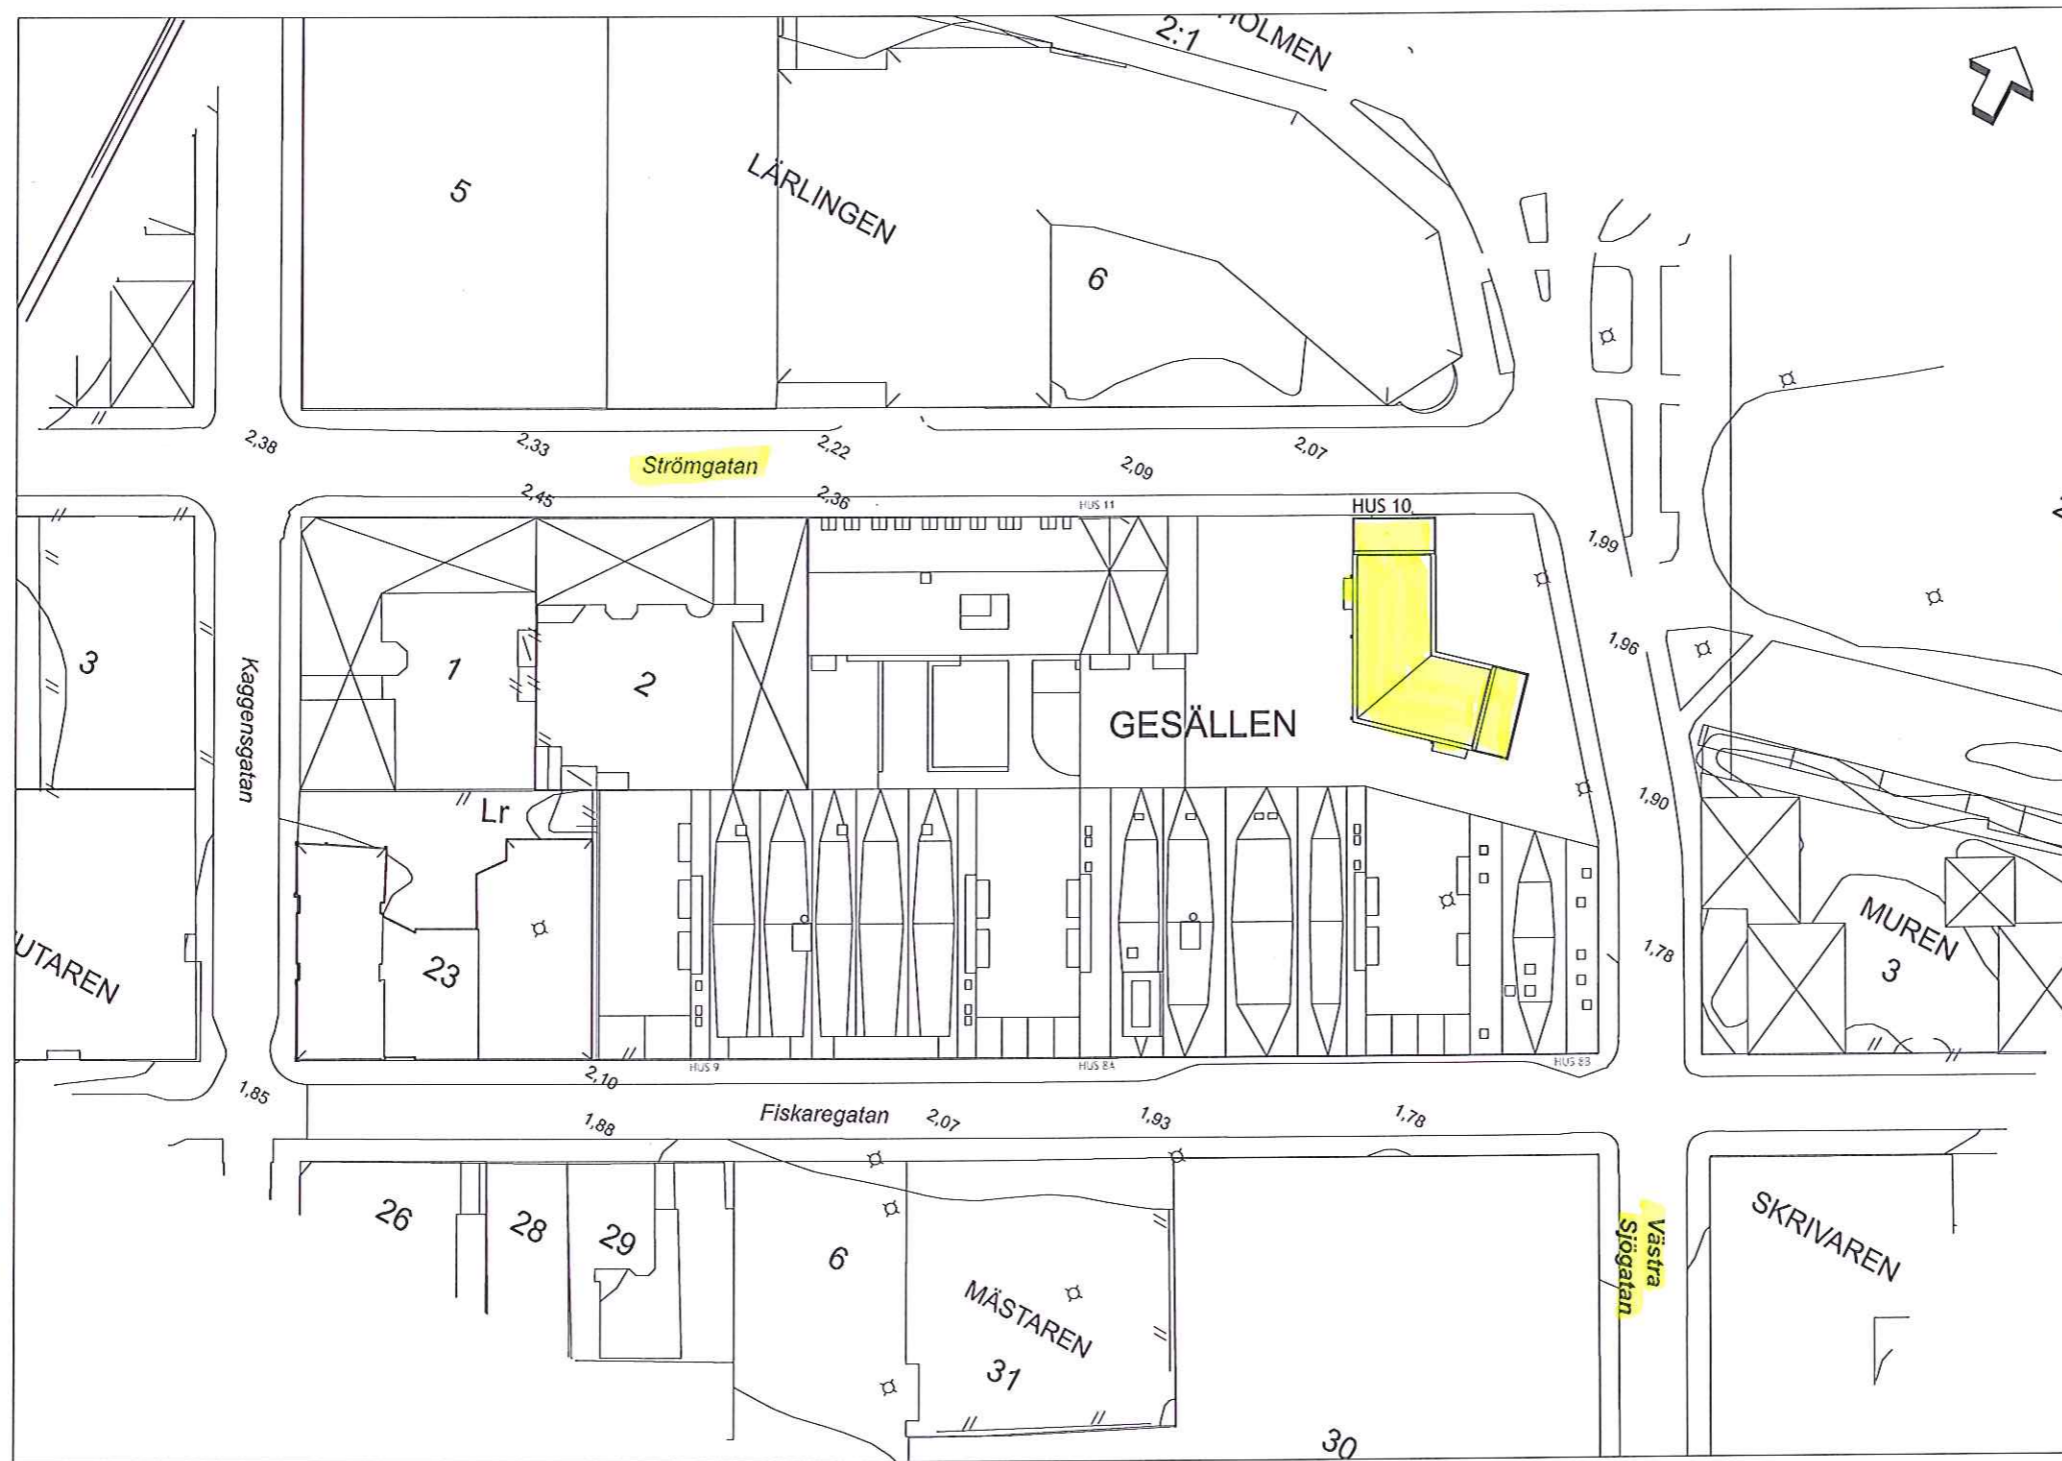 HOLMEN
2:1
5
LÄRLINGEN
6
2,38
2,33
2,22
2,09
2,07
Strömgatan
2,45
2,36
HUS 11
HUS 10
1,99
3
Kaggensgatan
1
2
GESÄLLEN
1,96
1,90
Lr
23
UTAREN
MUREN
3
1,78
HUS 9
HUS 8A
HUS 8B
2,10
1,85
1,88
Fiskaregatan
2,07
1,93
1,78
26
28
29
6
MÄSTAREN
31
30
Västra
Sjögatan
SKRIVAREN